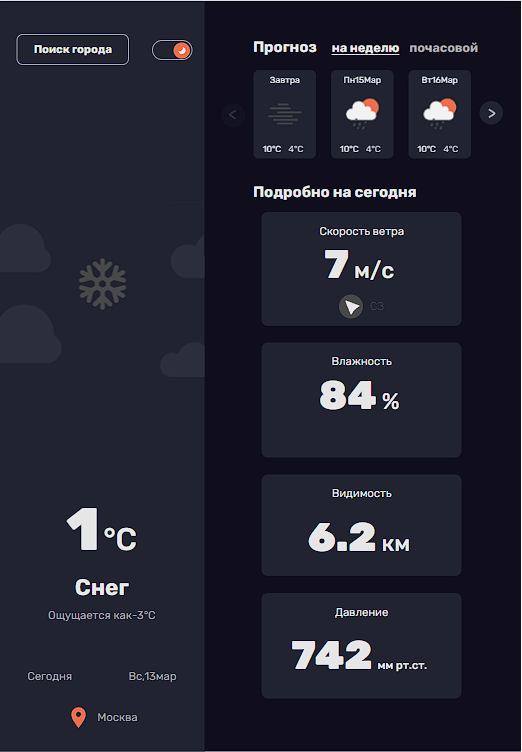 Поиск города
1°C
Снег
Ощущается как-3°C
Сегодня Вс,13мар
Москва
Прогноз на неделю почасовой
Завтра Пн15Мар Вт16Мар
< >
10°C 4°C 10°C 4°C 10°C 4°C
Подробно на сегодня
Скорость ветра
7 м/с
СЗ
Влажность
84 %
Видимость
6.2 км
Давление
742 мм рт.ст.